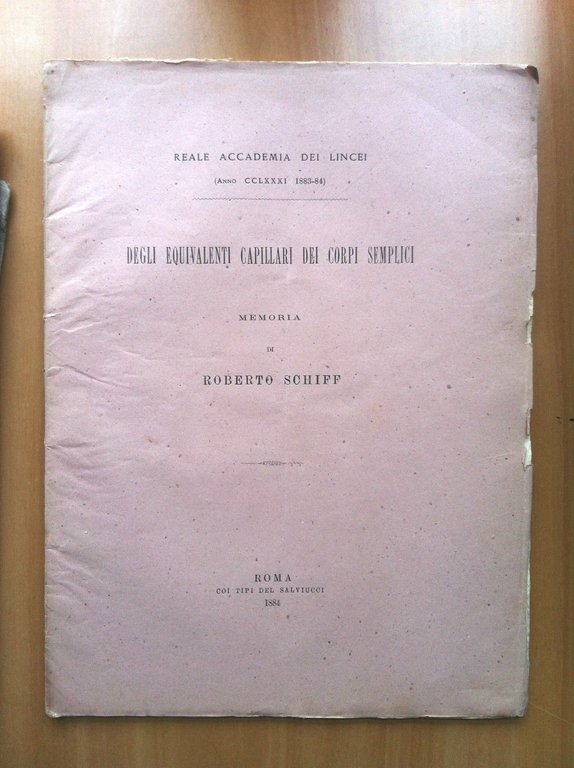 REALE ACCADEMIA DEI LINCEI
(ANNO CCLXXXI 1883-84)
DEGLI EQUIVALENTI CAPILLARI DEI CORPI SEMPLICI
MEMORIA
DI
ROBERTO SCHIFF
ROMA
COI TIPI DEL SALVIUCCI
1884